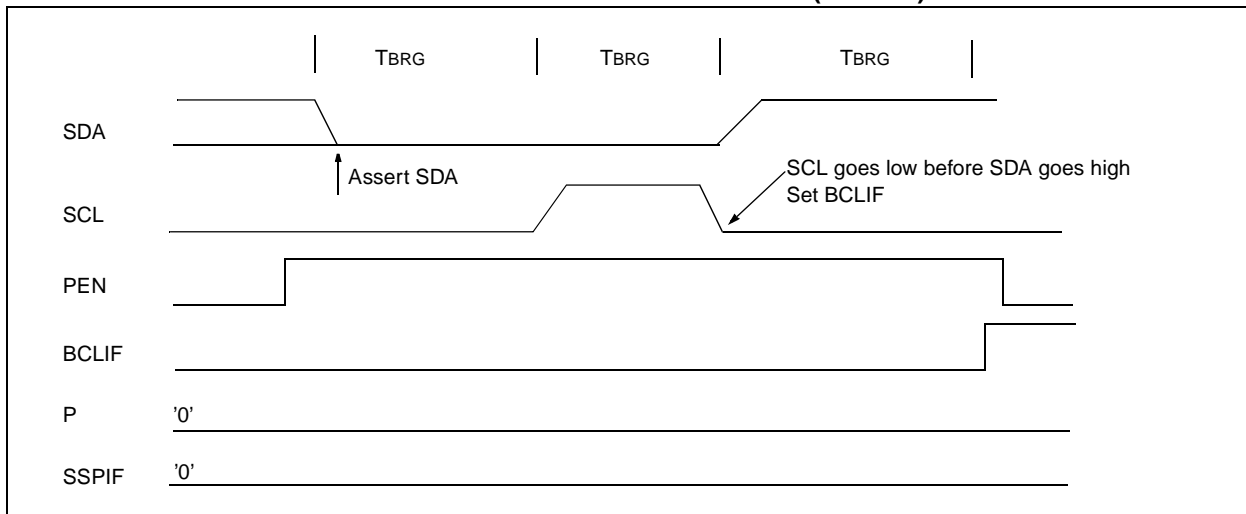 TBRG TBRG TBRG
SDA
Assert SDA
SCL goes low before SDA goes high
Set BCLIF
SCL
PEN
BCLIF
P '0'
SSPIF '0'